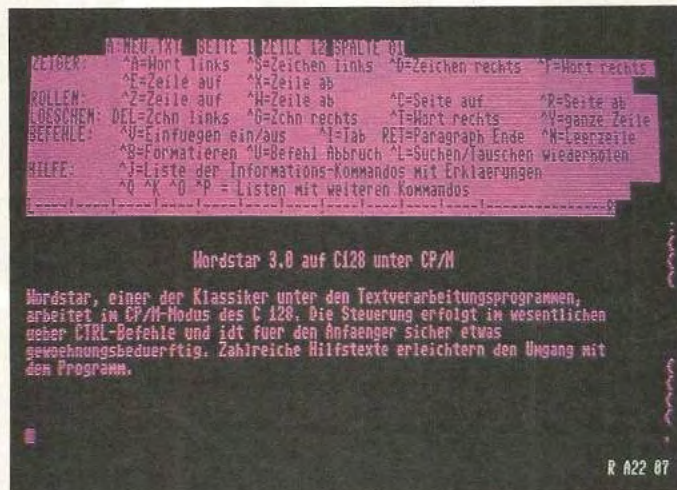 A:NEU.TXT SEITE 1 ZEILE 12 SPALTE 01
ZEIGER: ^A=Wort links ^S=Zeichen links ^D=Zeichen rechts ^F=Wort rechts
^E=Zeile auf ^X=Zeile ab
ROLLEN: ^Z=Zeile auf ^W=Zeile ab ^C=Seite auf ^R=Seite ab
LOESCHEN: DEL=Zchn links ^G=Zchn rechts ^T=Wort rechts ^Y=ganze Zeile
BEFEHLE: ^V=Einfuegen ein/aus ^I=Tab RET=Paragraph Ende ^N=Leerzeile
^B=Formatieren ^U=Befehl Abbruch ^L=Suchen/Tauschen wiederholen
HILFE: ^J=Liste der Informations-Kommandos mit Erklaerungen
^Q ^K ^O ^P = Listen mit weiteren Kommandos
L----!----!----!----!----!----!----!----!----!----!----------R
Wordstar 3.0 auf C128 unter CP/M
Wordstar, einer der Klassiker unter den Textverarbeitungsprogrammen,
arbeitet im CP/M-Modus des C 128. Die Steuerung erfolgt im wesentlichen
ueber CTRL-Befehle und idt fuer den Anfaenger sicher etwas
gewoehnungsbeduerftig. Zahlreiche Hilfstexte erleichtern den Umgang mit
dem Programm.
R A22 07